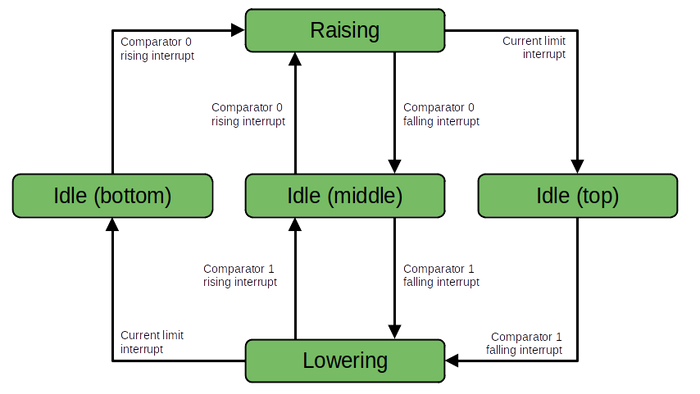 Raising
Comparator 0
rising interrupt
Current limit
interrupt
Comparator 0
rising interrupt
Comparator 0
falling interrupt
Idle (bottom)
Idle (middle)
Idle (top)
Comparator 1
rising interrupt
Comparator 1
falling interrupt
Current limit
interrupt
Comparator 1
falling interrupt
Lowering